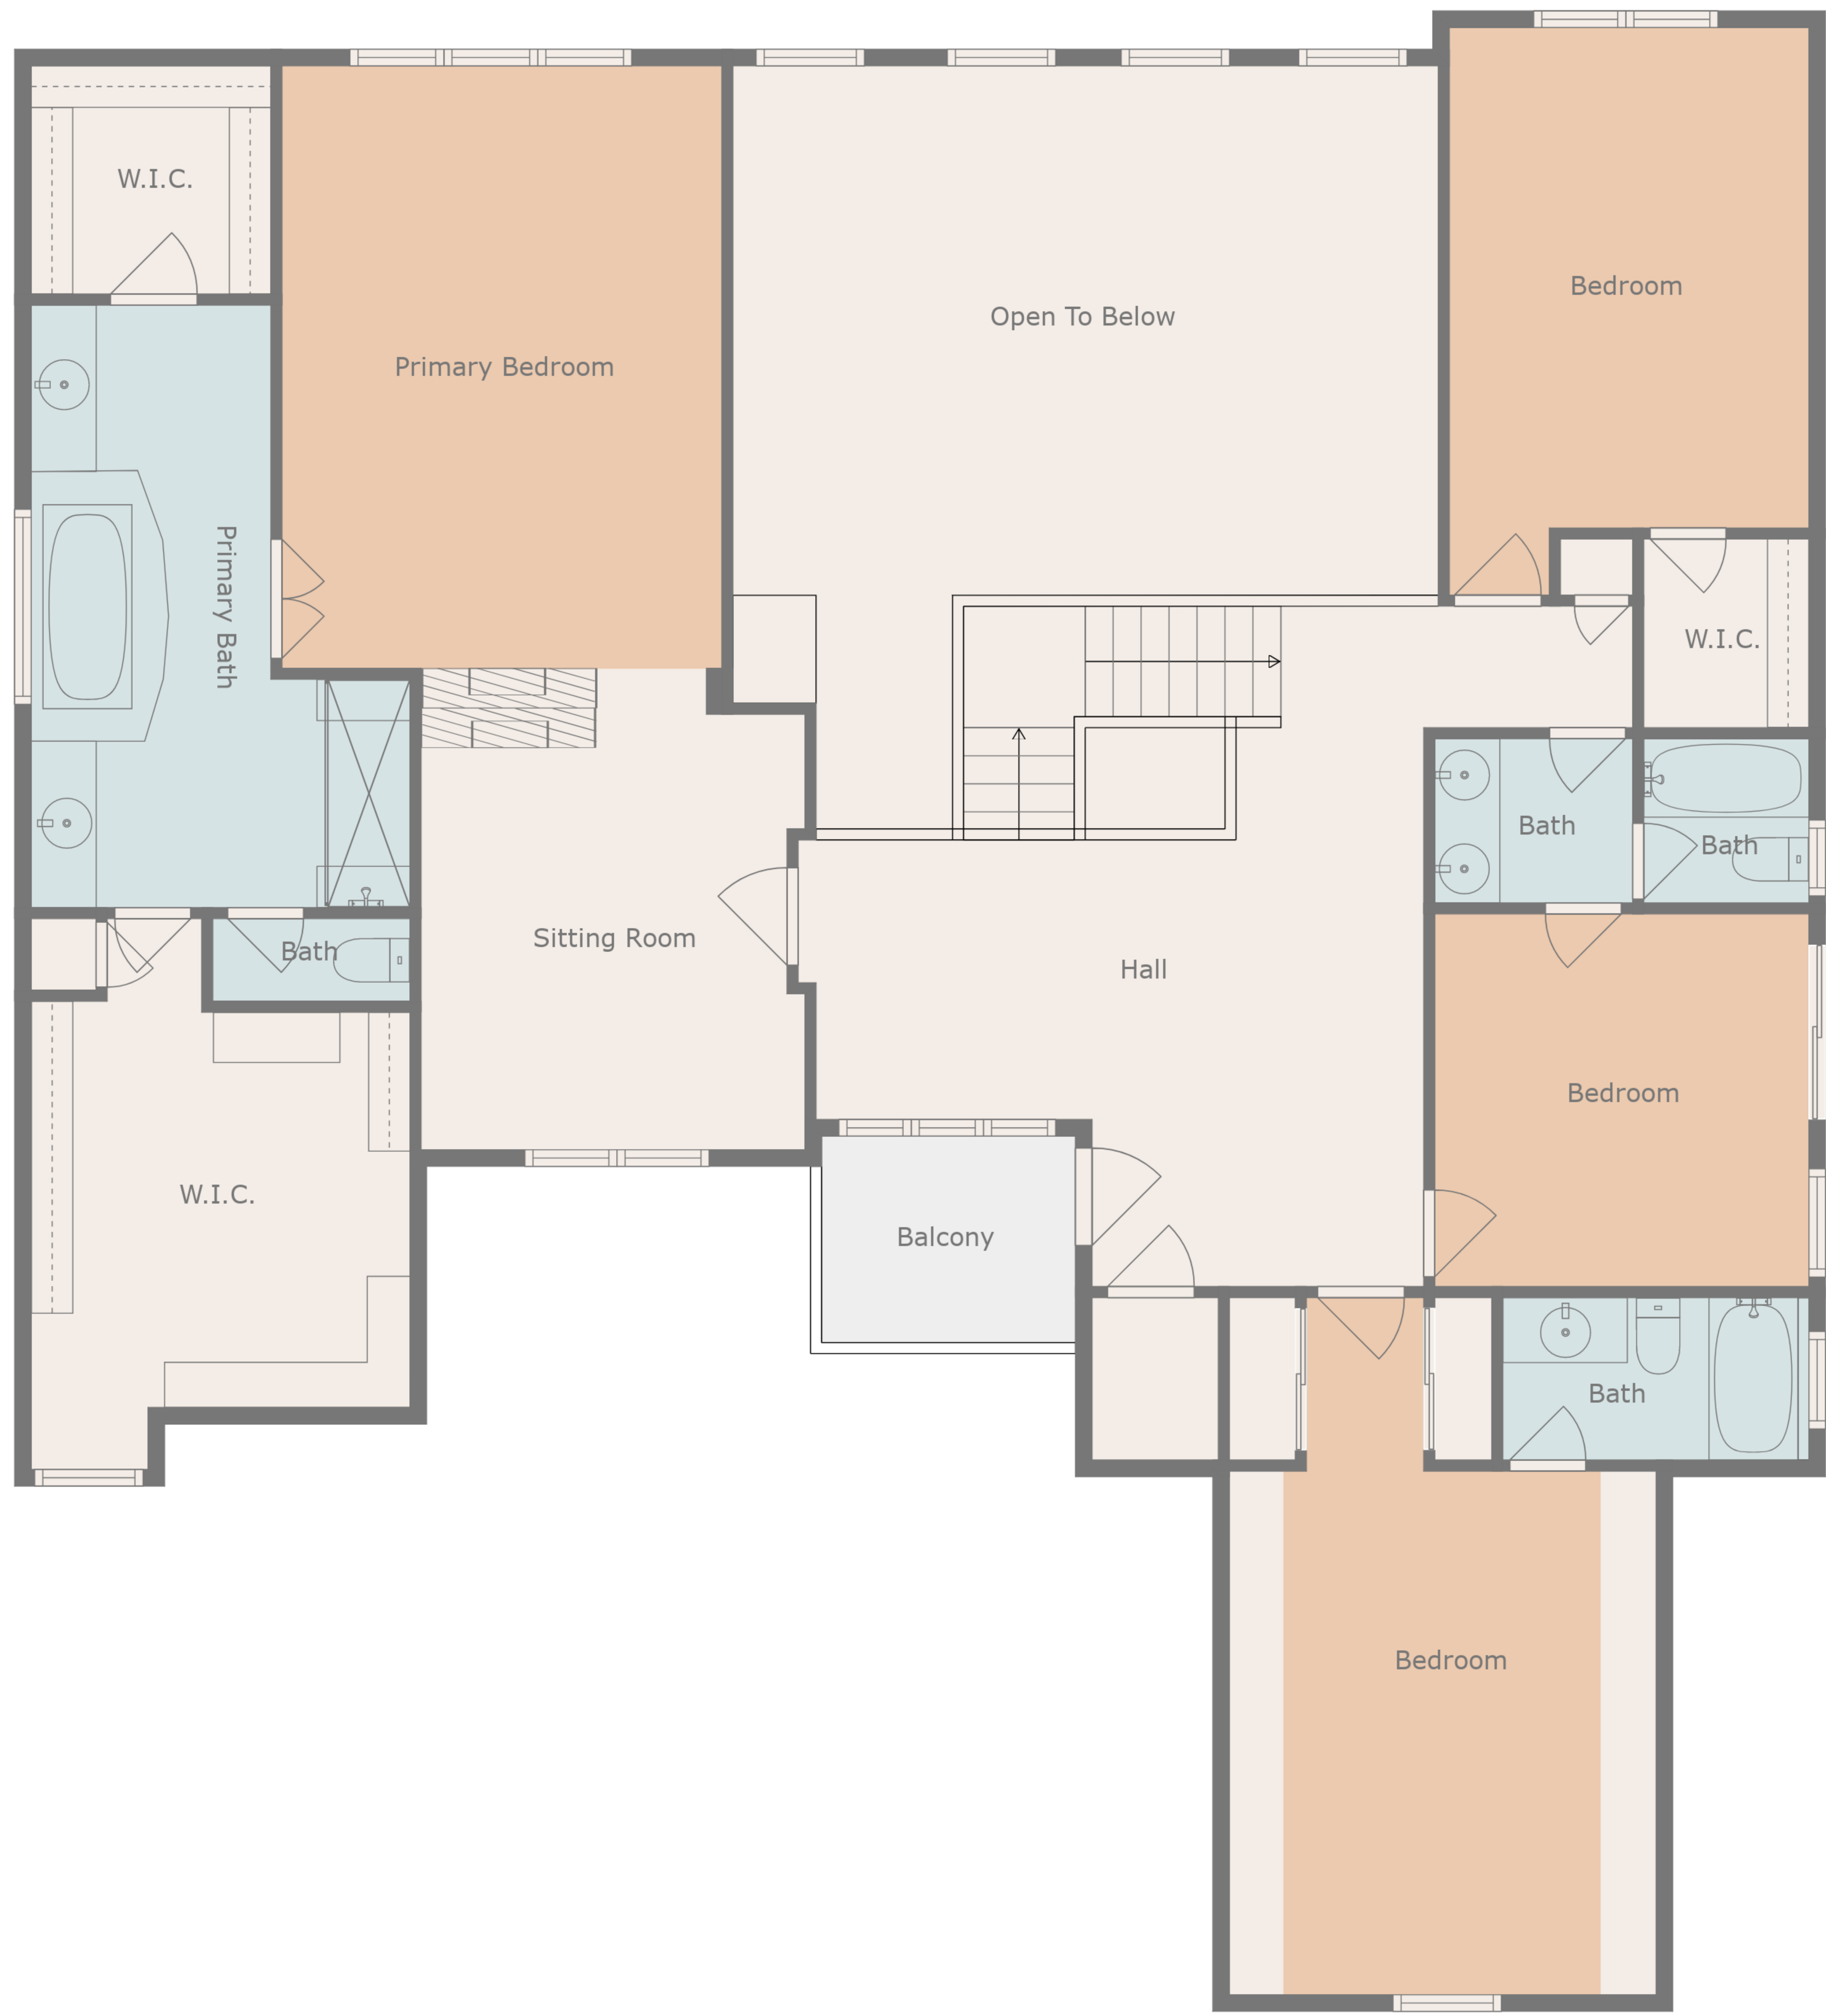 W.I.C.
Bedroom
Open To Below
Primary Bedroom
Primary Bath
W.I.C.
Bath
Bath
Sitting Room
Bath
Hall
Bedroom
W.I.C.
Balcony
Bath
Bedroom